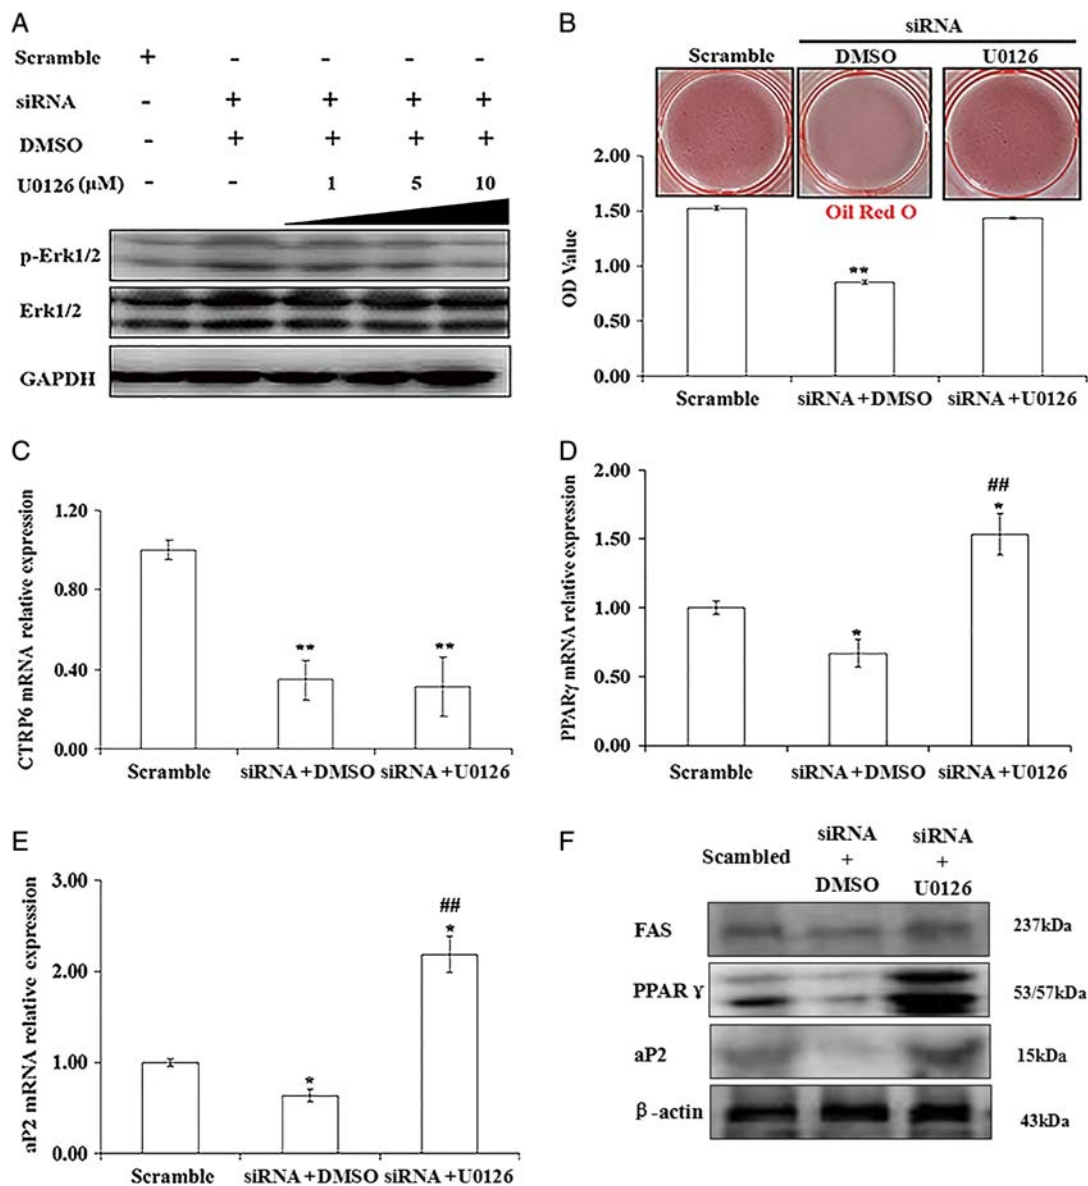 A
Scramble + - - - -
siRNA - + + + +
DMSO - + + + +
U0126 (μM) - - 1 5 10
p-Erk1/2
Erk1/2
GAPDH
B
siRNA
Scramble DMSO U0126
Oil Red O
OD Value
2.00
1.50
1.00
0.50
0.00
**
Scramble siRNA+DMSO siRNA+U0126
C
CTRP6 mRNA relative expression
1.20
0.80
0.40
0.00
** **
Scramble siRNA+DMSO siRNA+U0126
D
PPARγ mRNA relative expression
2.00
1.50
1.00
0.50
0.00
##
*
*
Scramble siRNA+DMSO siRNA+U0126
E
aP2 mRNA relative expression
3.00
2.00
1.00
0.00
##
*
*
Scramble siRNA+DMSO siRNA+U0126
F
Scambled
siRNA
+
DMSO
siRNA
+
U0126
FAS 237kDa
PPAR γ 53/57kDa
aP2 15kDa
β-actin 43kDa